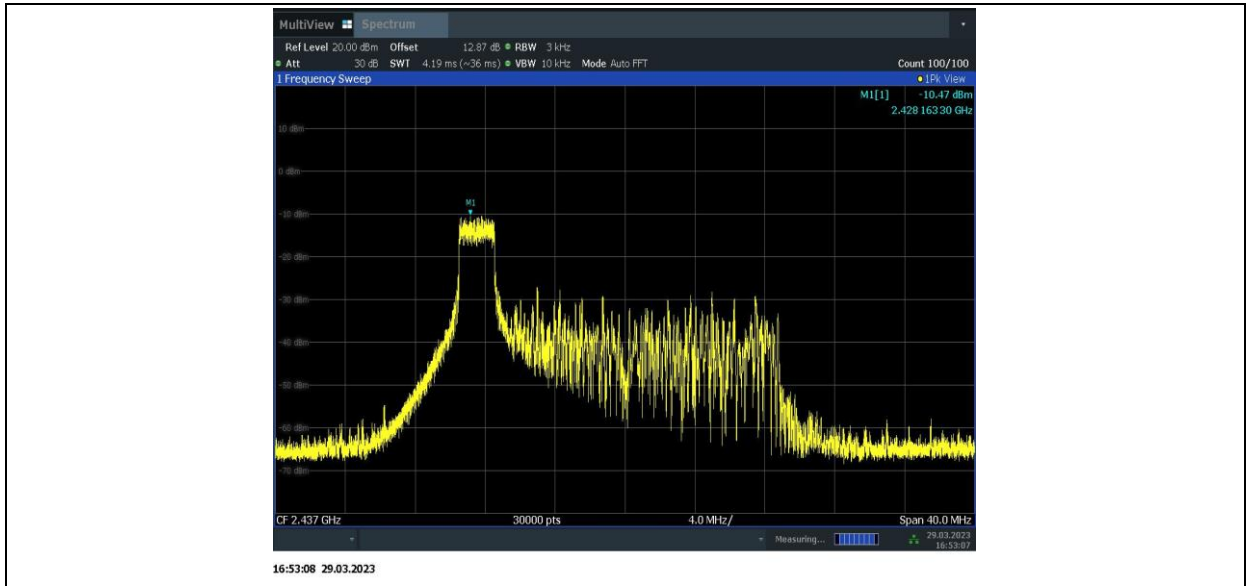 MultiView Spectrum
Ref Level 20.00 dBm Offset 12.87 dB RBW 3 kHz
Att 30 dB SWT 4.19 ms (~36 ms) VBW 10 kHz Mode Auto FFT Count 100/100
1 Frequency Sweep 1Pk View
M1[1] -10.47 dBm
2.428 163 30 GHz
10 dBm
0 dBm
M1
-10 dBm
-20 dBm
-30 dBm
-40 dBm
-50 dBm
-60 dBm
-70 dBm
CF 2.437 GHz 30000 pts 4.0 MHz/ Span 40.0 MHz
Measuring... 29.03.2023
16:53:07
16:53:08 29.03.2023